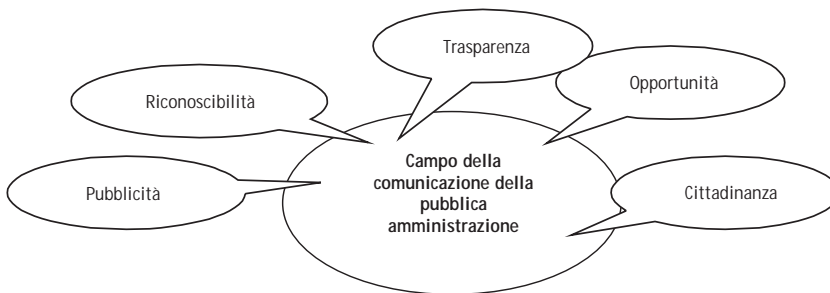 Trasparenza
Opportunità
Riconoscibilità
Campo della
comunicazione della
pubblica
amministrazione
Pubblicità
Cittadinanza